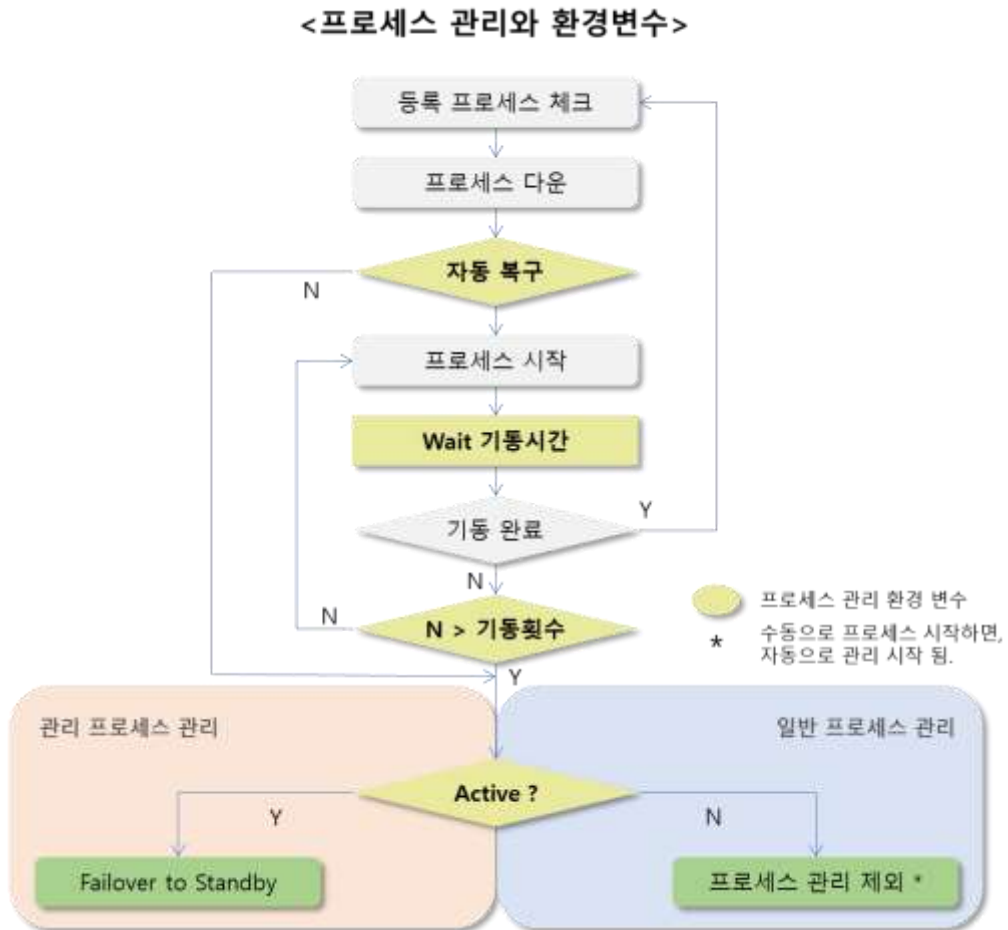 <프로세스 관리와 환경변수>
등록 프로세스 체크
프로세스 다운
자동 복구
N
프로세스 시작
Wait 기동시간
기동 완료
Y
N
N > 기동횟수
N
Y
프로세스 관리 환경 변수
* 수동으로 프로세스 시작하면,
자동으로 관리 시작 됨.
관리 프로세스 관리
일반 프로세스 관리
Active ?
Y
N
Failover to Standby
프로세스 관리 제외 *